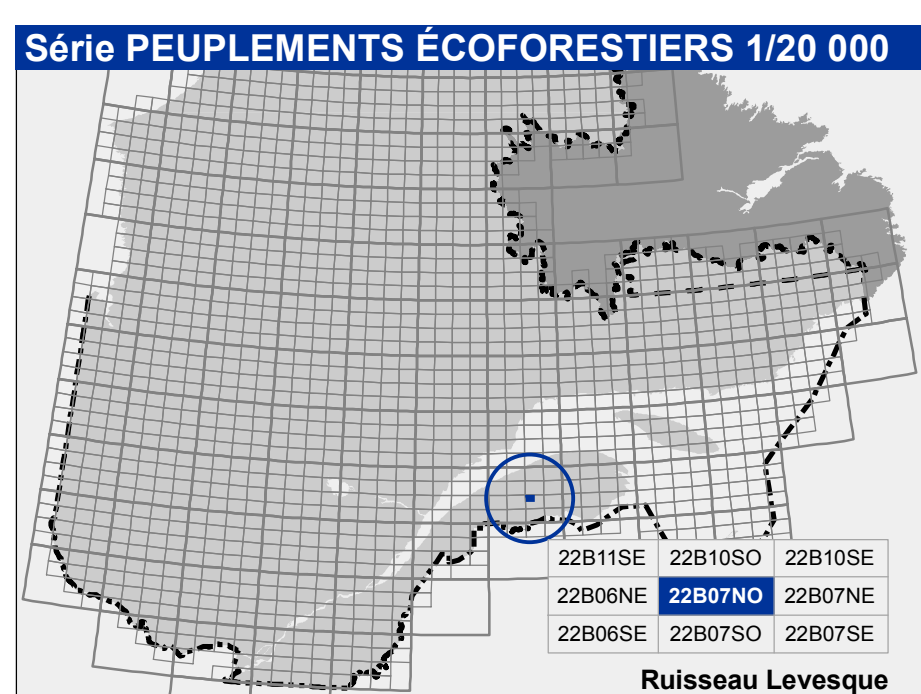 Série PEUPLEMENTS ÉCOFORESTIERS 1/20 000
22B11SE 22B10SO 22B10SE
22B06NE 22B07NO 22B07NE
22B06SE 22B07SO 22B07SE
Ruisseau Levesque